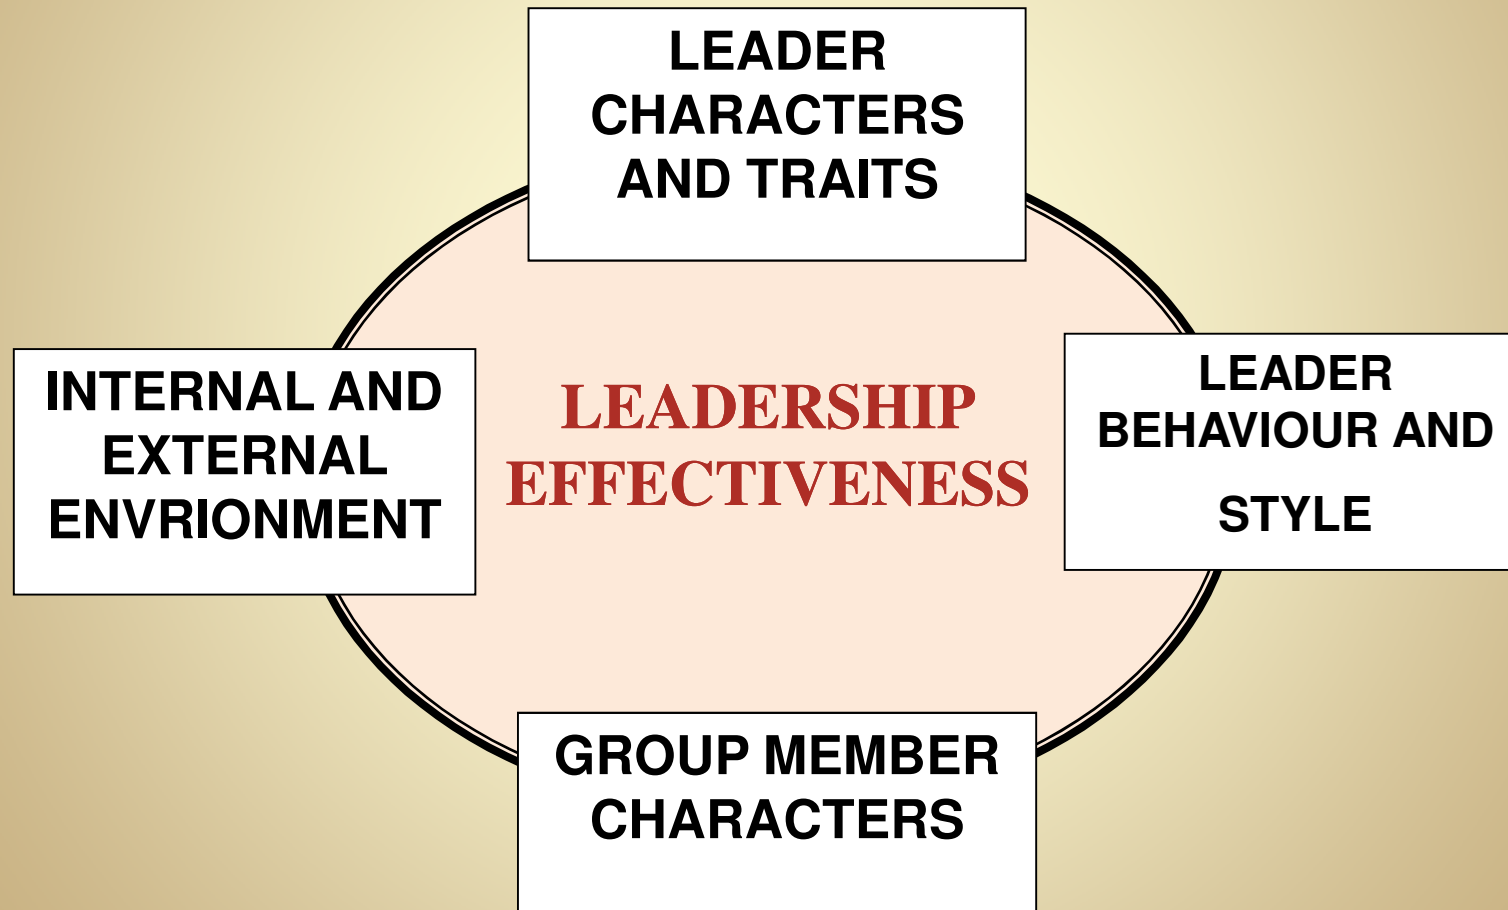 LEADER
CHARACTERS
AND TRAITS
INTERNAL AND
EXTERNAL
ENVRIONMENT
LEADERSHIP
EFFECTIVENESS
LEADER
BEHAVIOUR AND
STYLE
GROUP MEMBER
CHARACTERS